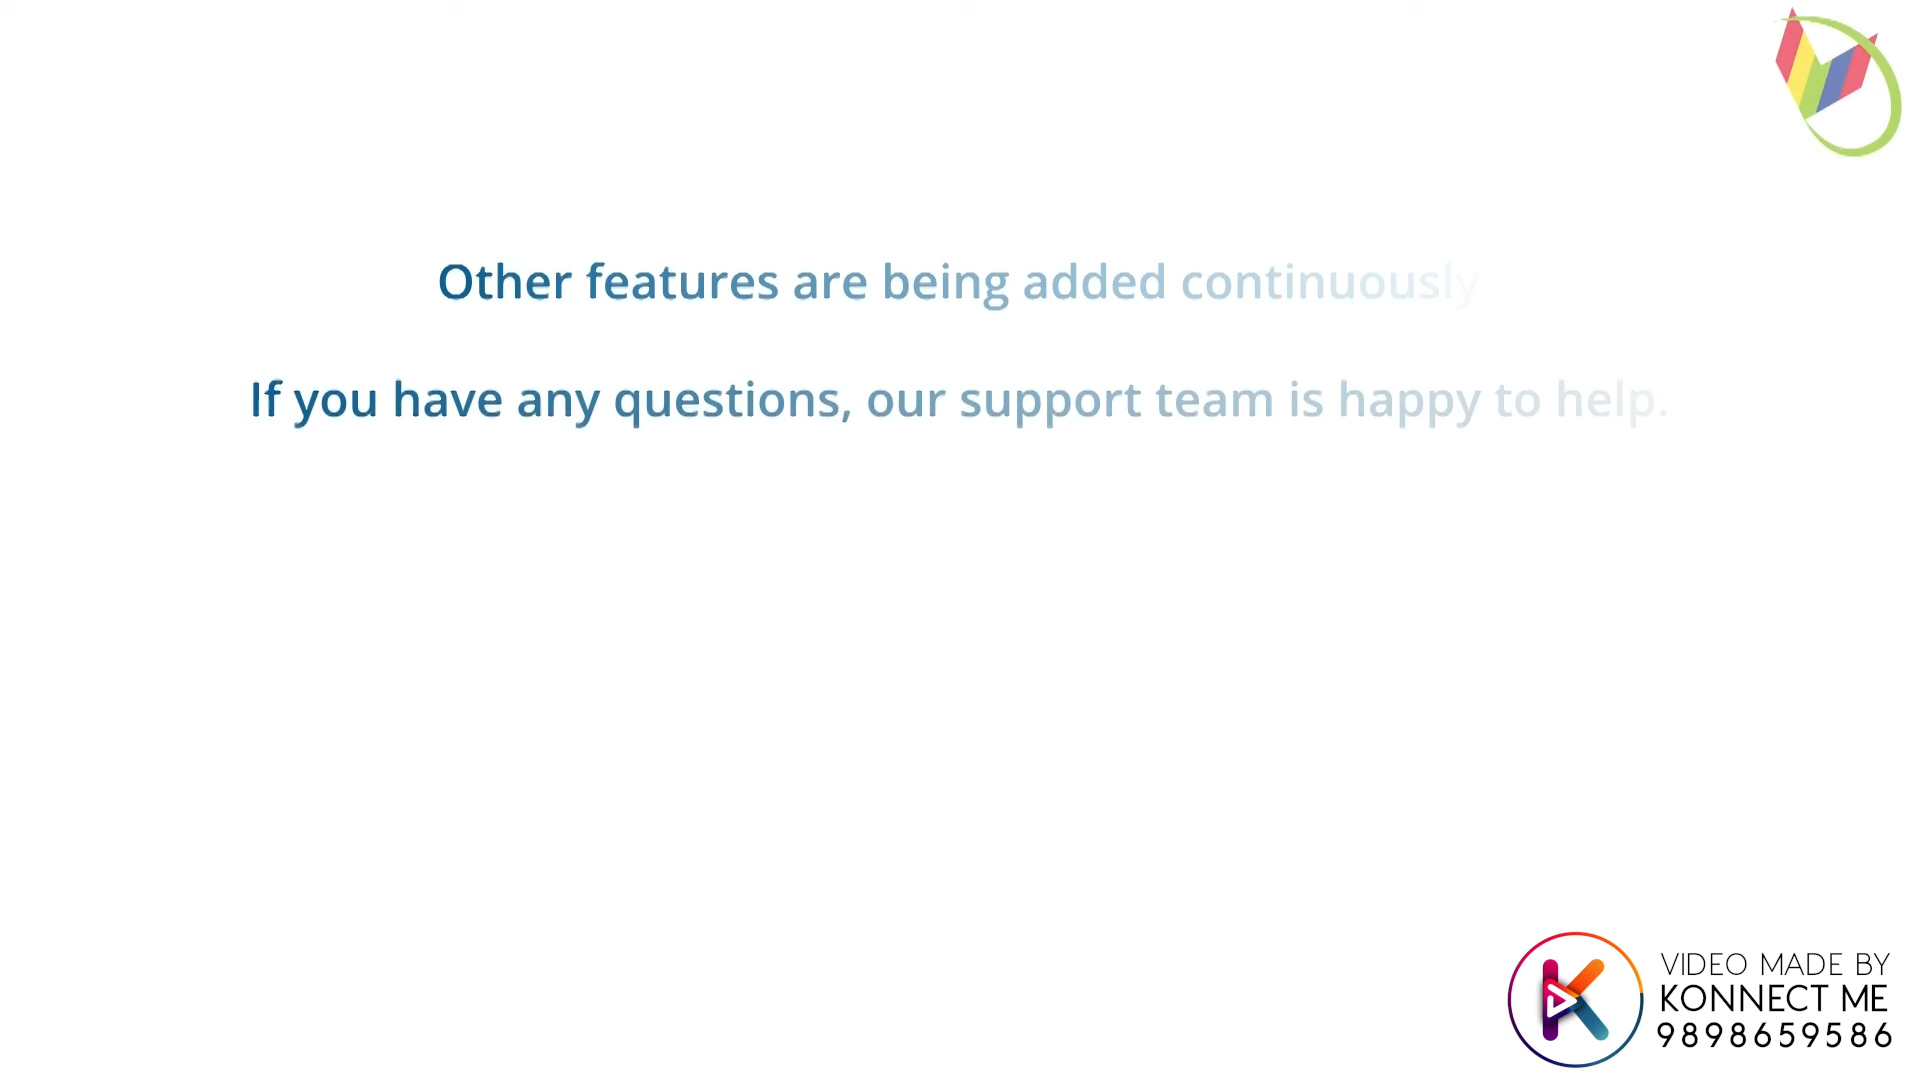 Other features are being added continuously
If you have any questions, our support team is happy to help.
VIDEO MADE BY
KONNECT ME
9898659586